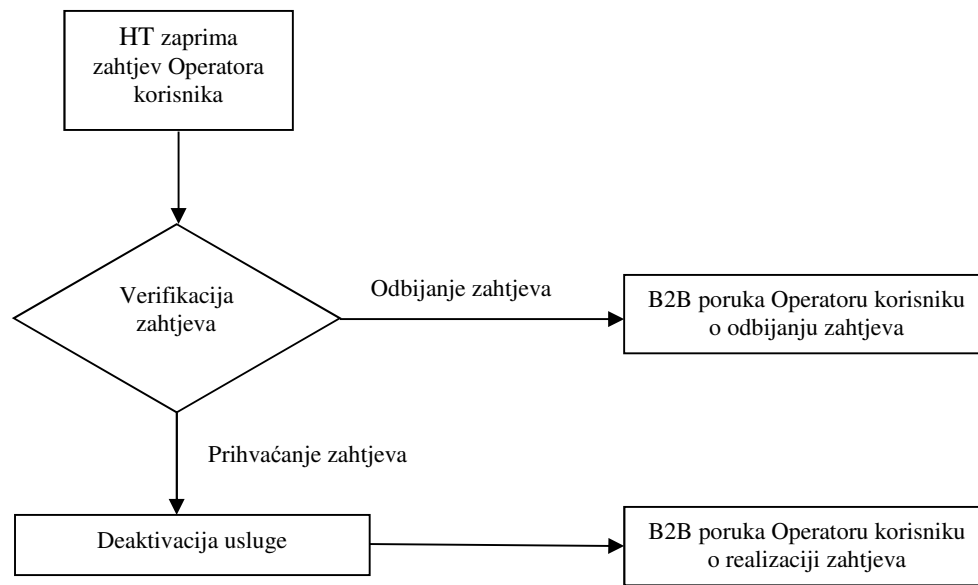 HT zaprima
zahtjev Operatora
korisnika
Verifikacija
zahtjeva
Odbijanje zahtjeva
B2B poruka Operatoru korisniku
o odbijanju zahtjeva
Prihvaćanje zahtjeva
Deaktivacija usluge
B2B poruka Operatoru korisniku
o realizaciji zahtjeva